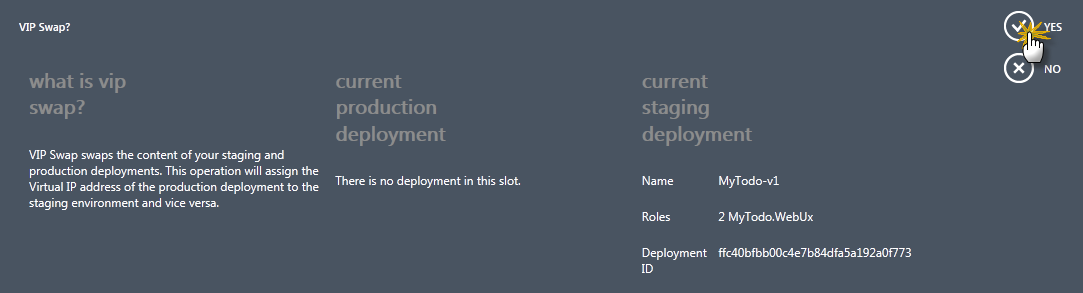 VIP Swap?
YES
NO
what is vip
swap?
VIP Swap swaps the content of your staging and
production deployments. This operation will assign the
Virtual IP address of the production deployment to the
staging environment and vice versa.
current
production
deployment
There is no deployment in this slot.
current
staging
deployment
Name MyTodo-v1
Roles 2 MyTodo.WebUx
Deployment ffc40bfbb00c4e7b84dfa5a192a0f773
ID